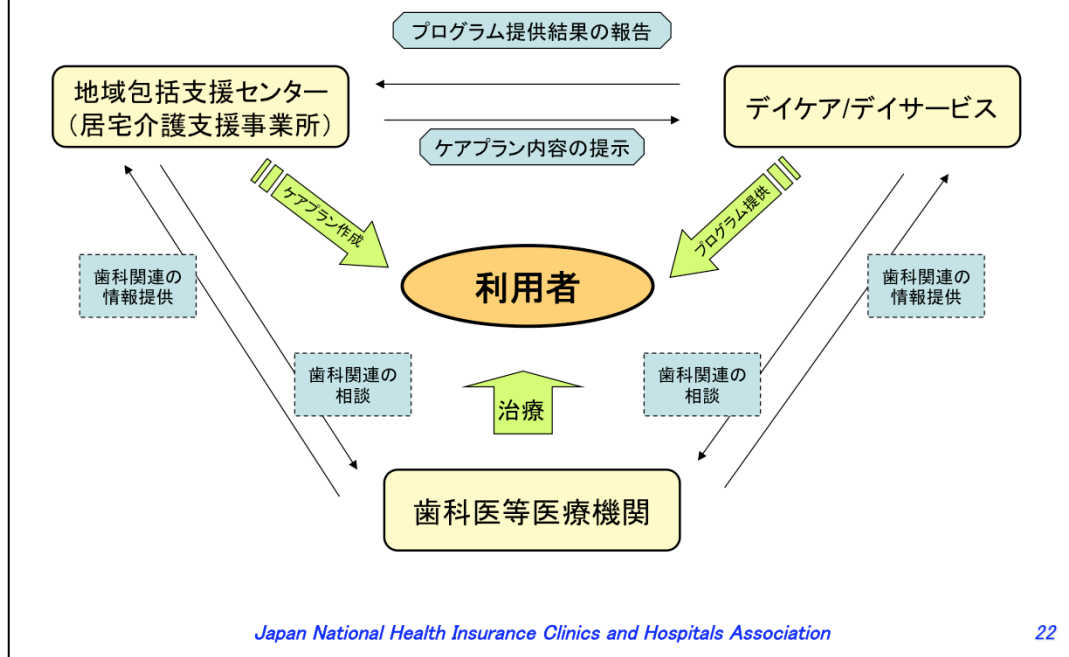 プログラム提供結果の報告
地域包括支援センター
（居宅介護支援事業所）
デイケア/デイサービス
ケアプラン内容の提示
ケアプラン作成
プログラム提供
利用者
歯科関連の
情報提供
歯科関連の
情報提供
歯科関連の
相談
歯科関連の
相談
治療
歯科医等医療機関
Japan National Health Insurance Clinics and Hospitals Association
22